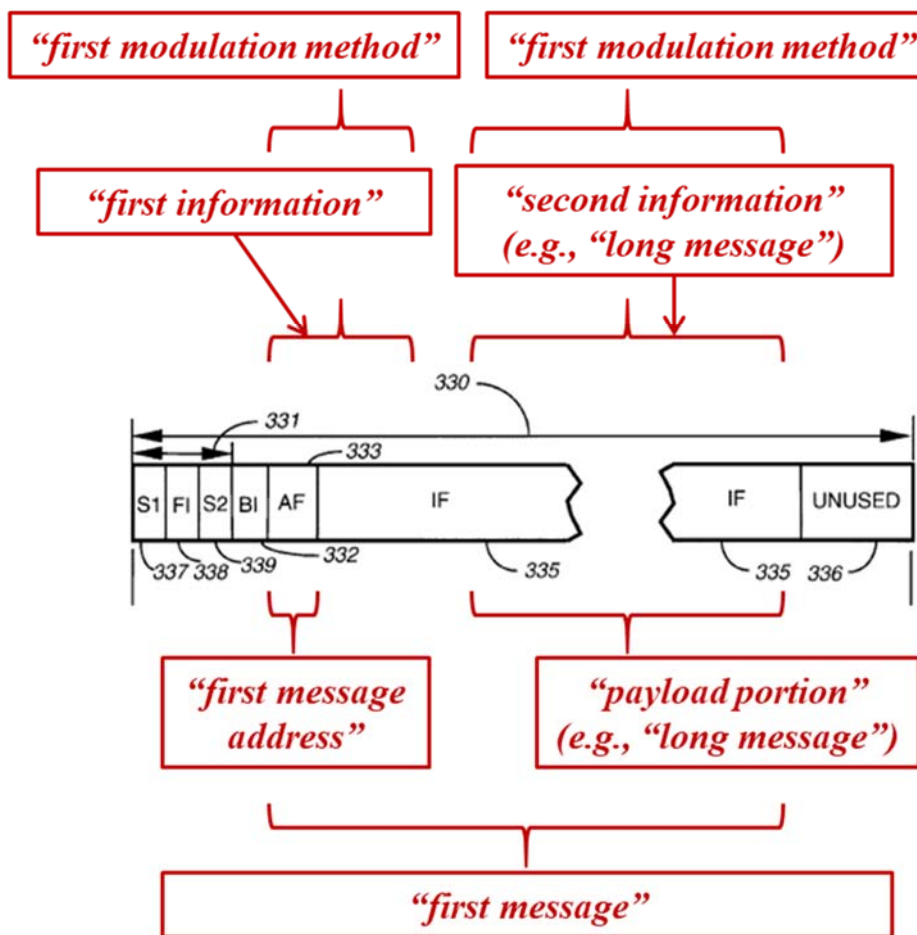 “first modulation method”
“first modulation method”
“first information”
“second information”
(e.g., “long message”)
330
331
333
S1 FI S2 BI AF IF IF UNUSED
337 338 339 332 335 335 336
“first message
address”
“payload portion”
(e.g., “long message”)
“first message”